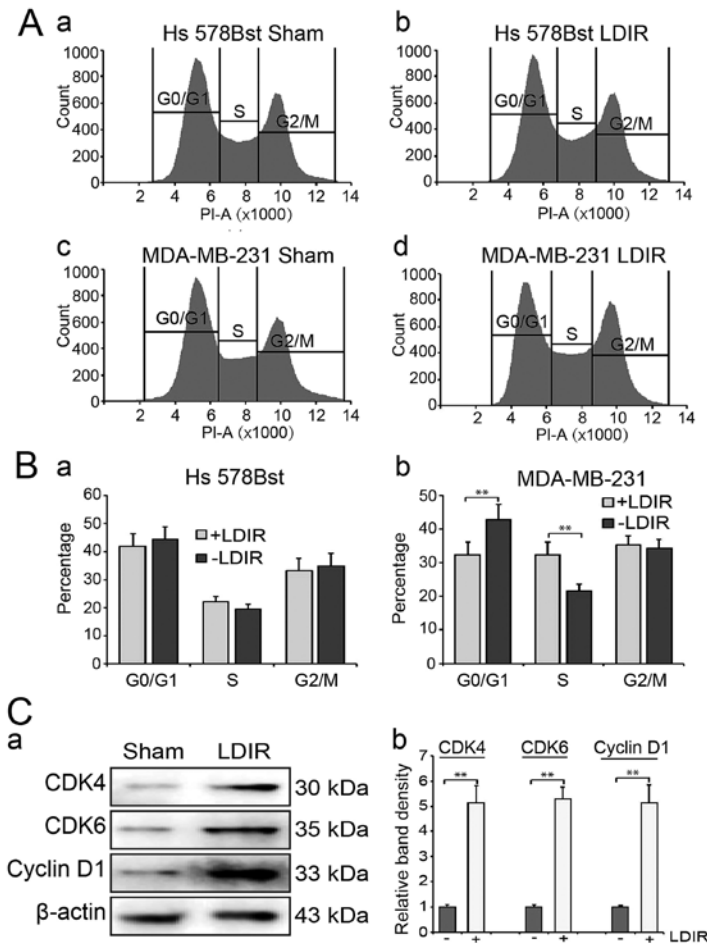 A
a
Hs 578Bst Sham
Count
1000
800
600
400
200
0
G0/G1
S
G2/M
2 4 6 8 10 12 14
PI-A (x1000)
b
Hs 578Bst LDIR
Count
1000
800
600
400
200
0
G0/G1
S
G2/M
2 4 6 8 10 12 14
PI-A (x1000)
c
MDA-MB-231 Sham
Count
1000
800
600
400
200
0
G0/G1
S
G2/M
2 4 6 8 10 12 14
PI-A (x1000)
d
MDA-MB-231 LDIR
Count
1000
800
600
400
200
0
G0/G1
S
G2/M
2 4 6 8 10 12 14
PI-A (x1000)
B
a
Hs 578Bst
Percentage
60
50
40
30
20
10
0
+LDIR
-LDIR
G0/G1 S G2/M
b
MDA-MB-231
Percentage
50
40
30
20
10
0
**
**
+LDIR
-LDIR
G0/G1 S G2/M
C
a
Sham LDIR
CDK4 30 kDa
CDK6 35 kDa
Cyclin D1 33 kDa
β-actin 43 kDa
b
CDK4 CDK6 Cyclin D1
Relative band density
7
6
5
4
3
2
1
0
** ** **
- + - + - + LDIR